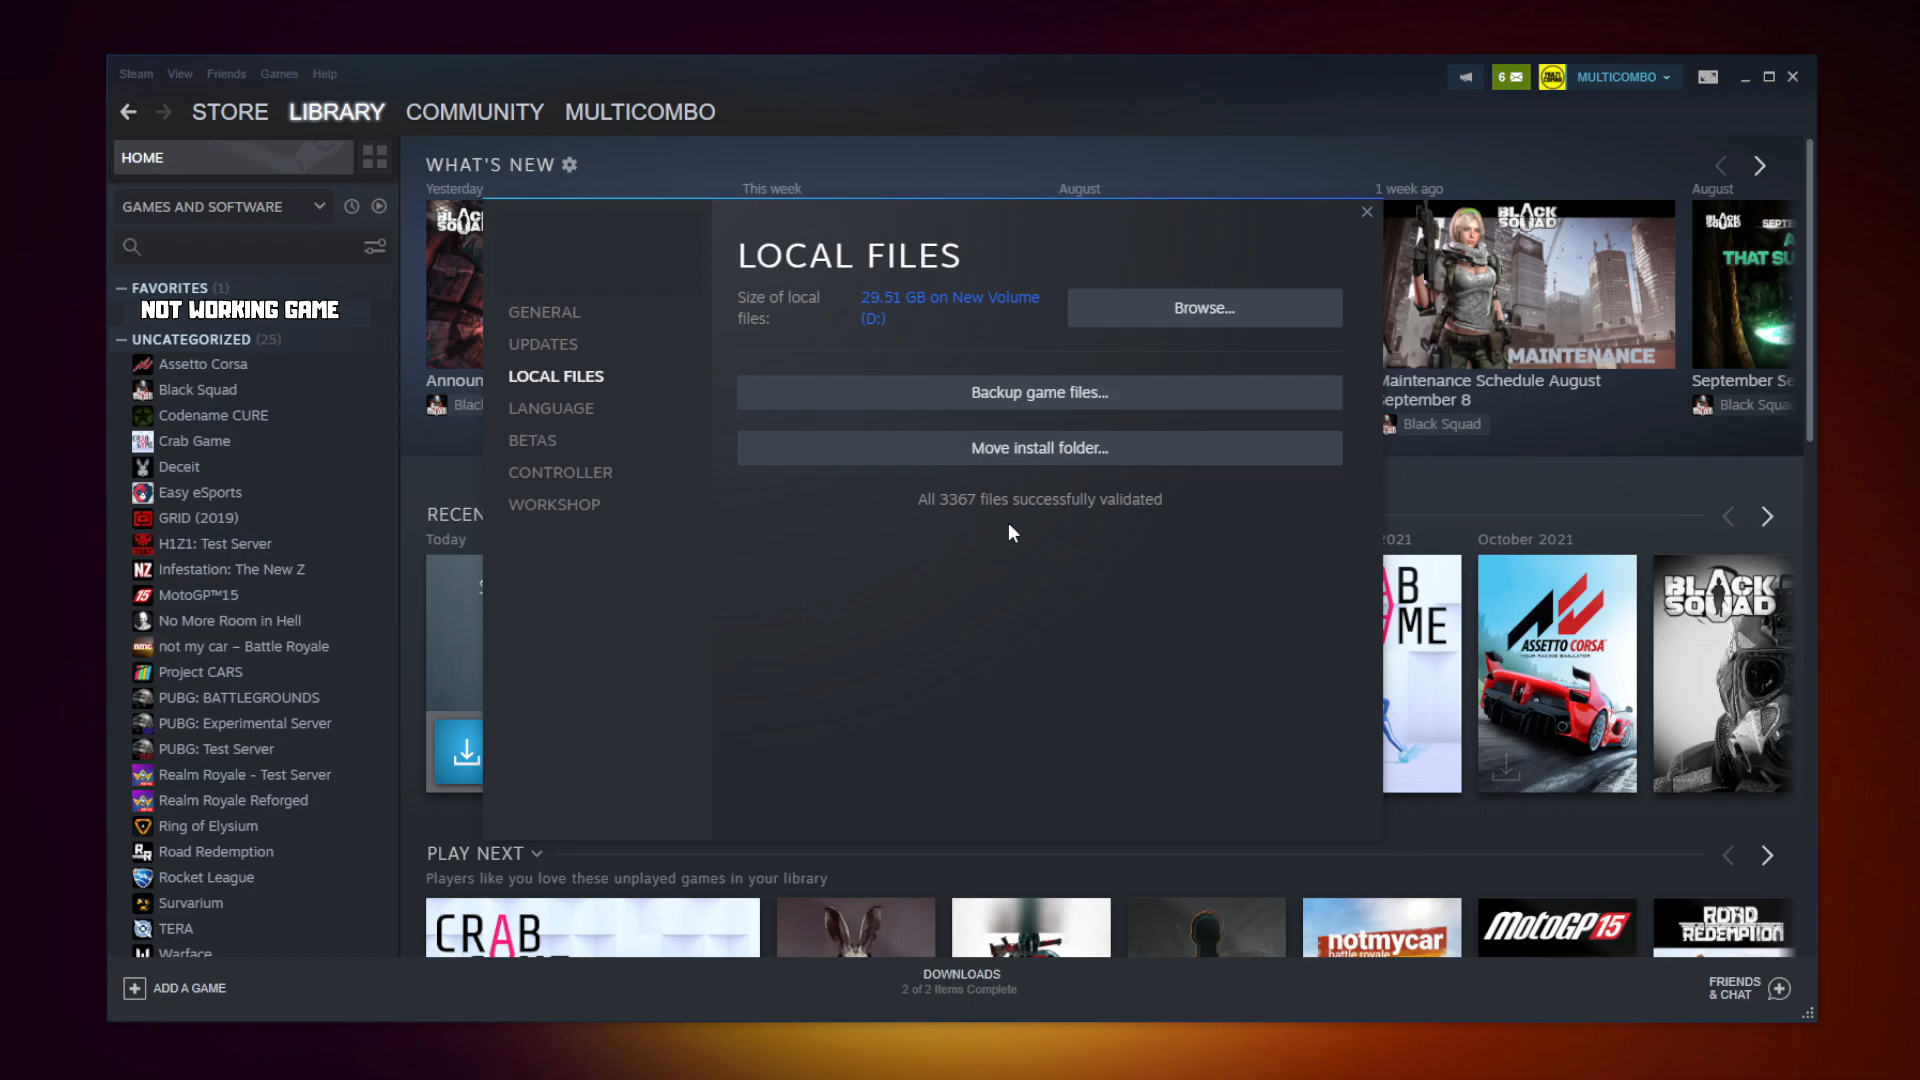 Steam View Friends Games Help
6
MULTICOMBO
STORE LIBRARY COMMUNITY MULTICOMBO
HOME
GAMES AND SOFTWARE
FAVORITES (1)
NOT WORKING GAME
UNCATEGORIZED (25)
Assetto Corsa
Black Squad
Codename CURE
Crab Game
Deceit
Easy eSports
GRID (2019)
H1Z1: Test Server
Infestation: The New Z
MotoGP™15
No More Room in Hell
not my car – Battle Royale
Project CARS
PUBG: BATTLEGROUNDS
PUBG: Experimental Server
PUBG: Test Server
Realm Royale - Test Server
Realm Royale Reforged
Ring of Elysium
Road Redemption
Rocket League
Survarium
TERA
Warface
ADD A GAME
WHAT'S NEW
Yesterday
This week
August
1 week ago
August
BLACK SQUAD
MAINTENANCE
BLACK SQUAD
SEPTE
THAT SU
Announ
Blac
Maintenance Schedule August
September 8
Black Squad
September Se
Black Squa
GENERAL
UPDATES
LOCAL FILES
LANGUAGE
BETAS
CONTROLLER
WORKSHOP
LOCAL FILES
Size of local
files:
29.51 GB on New Volume
(D:)
Browse...
Backup game files...
Move install folder...
All 3367 files successfully validated
RECEN
Today
2021
October 2021
B
ME
ASSETTO CORSA
YOUR RACING SIMULATOR
BLACK
SQUAD
PLAY NEXT
Players like you love these unplayed games in your library
CRAB
notmycar
battle royale
MotoGP 15
ROAD
REDEMPTION
DOWNLOADS
2 of 2 Items Complete
FRIENDS
& CHAT